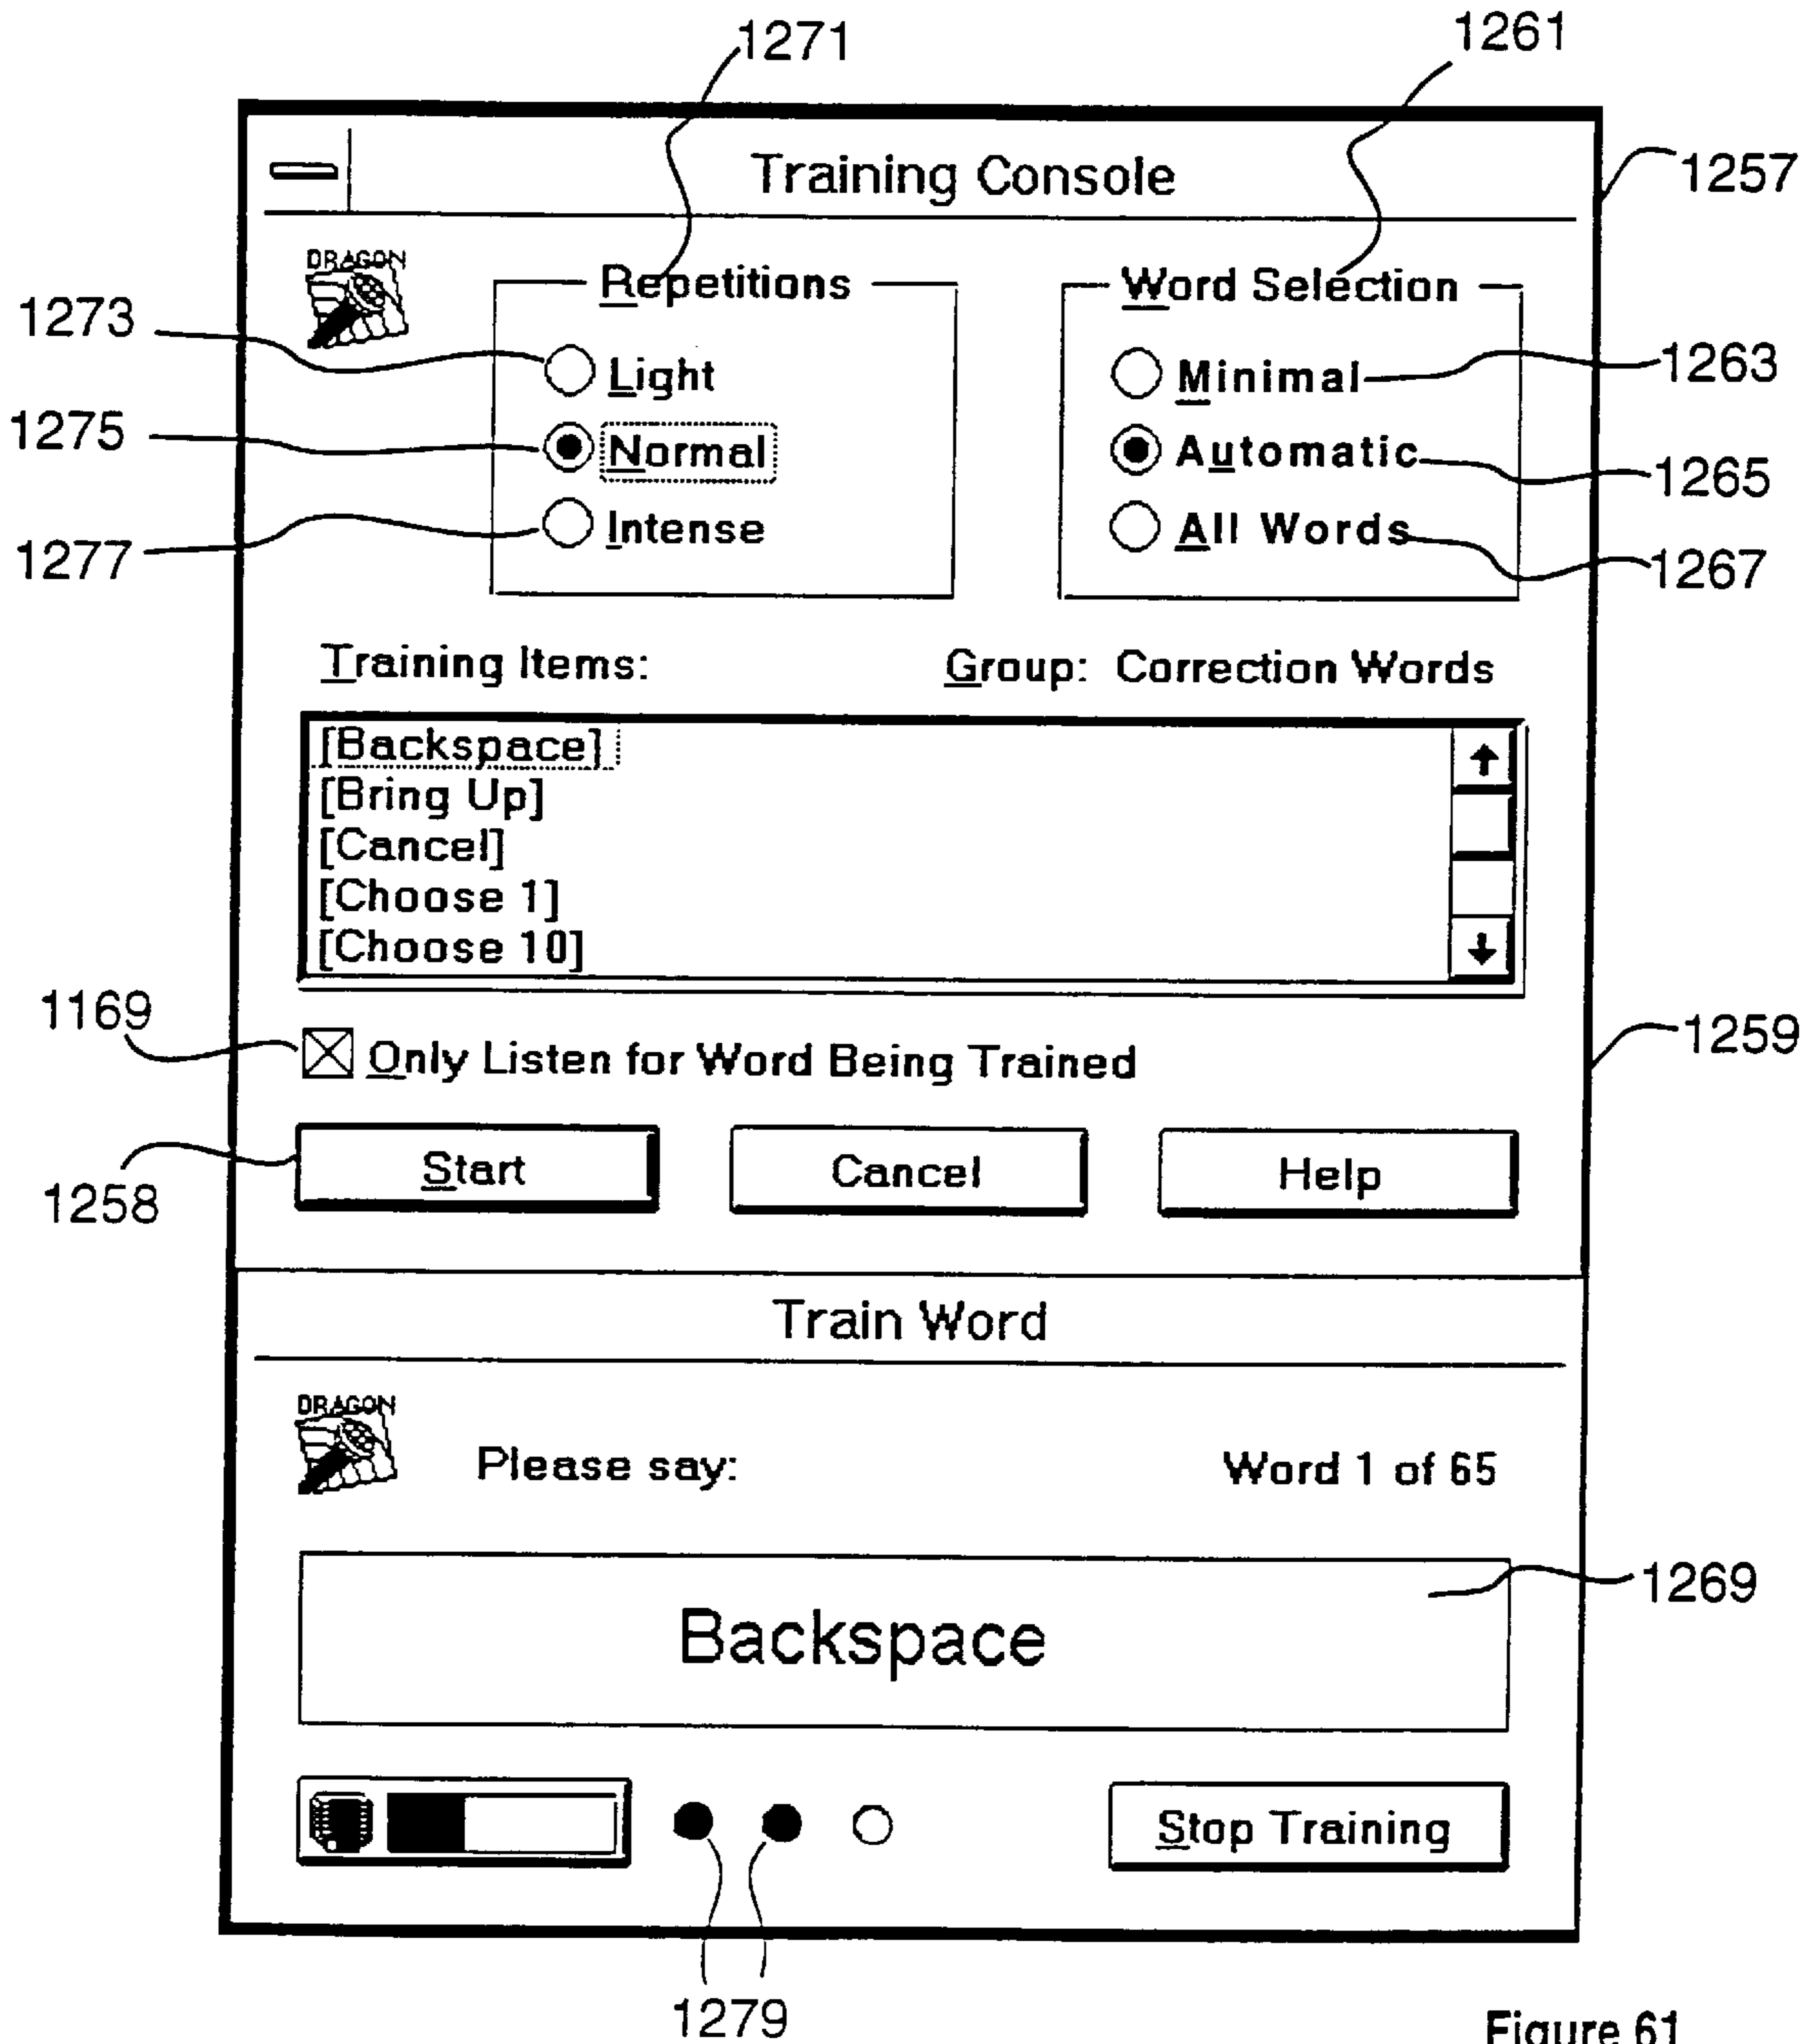 1271 1261
Training Console 1257
DRAGON
Repetitions Word Selection
1273 Light Minimal 1263
1275 Normal Automatic 1265
1277 Intense All Words 1267
Training Items: Group: Correction Words
[Backspace]
[Bring Up]
[Cancel]
[Choose 1]
[Choose 10]
1169 Only Listen for Word Being Trained 1259
1258 Start Cancel Help
Train Word
DRAGON
Please say: Word 1 of 65
Backspace 1269
Stop Training
1279
Figure 61